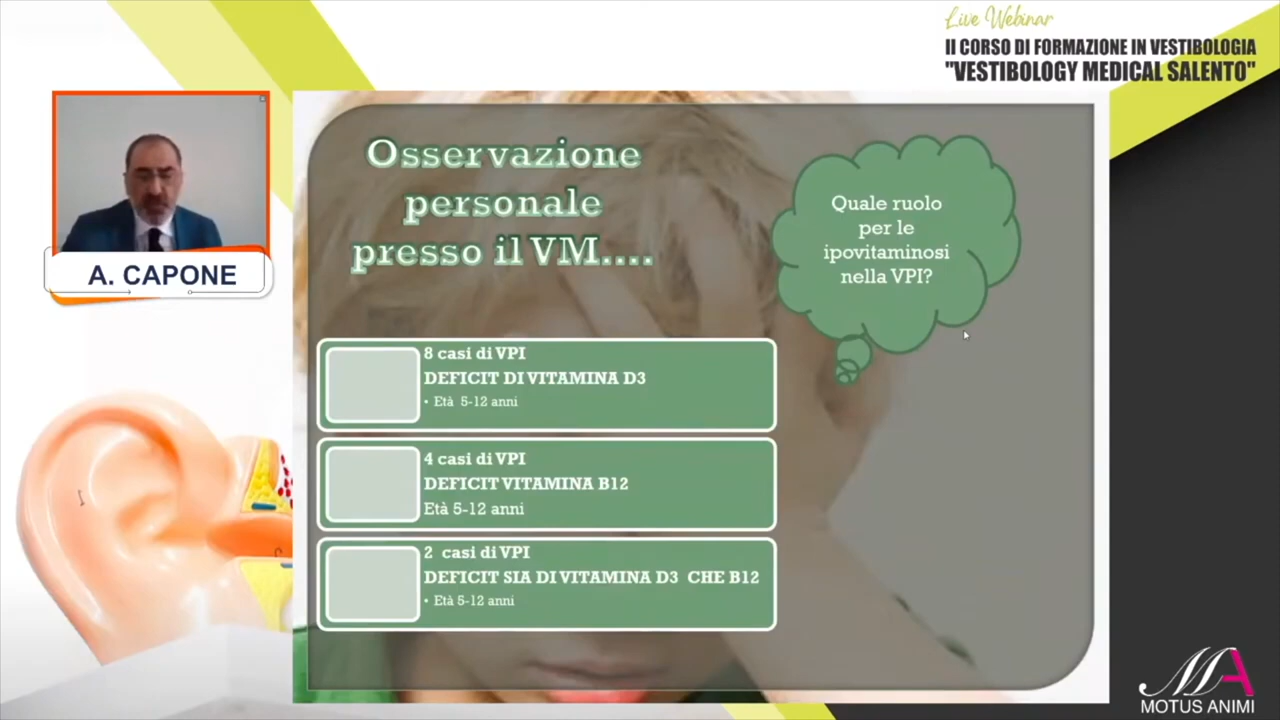 Live Webinar
II CORSO DI FORMAZIONE IN VESTIBOLOGIA
"VESTIBOLOGY MEDICAL SALENTO"
A. CAPONE
Osservazione
personale
presso il VM....
Quale ruolo
per le
ipovitaminosi
nella VPI?
8 casi di VPI
DEFICIT DI VITAMINA D3
• Età 5-12 anni
4 casi di VPI
DEFICIT VITAMINA B12
Età 5-12 anni
2 casi di VPI
DEFICIT SIA DI VITAMINA D3 CHE B12
• Età 5-12 anni
MA
MOTUS ANIMI